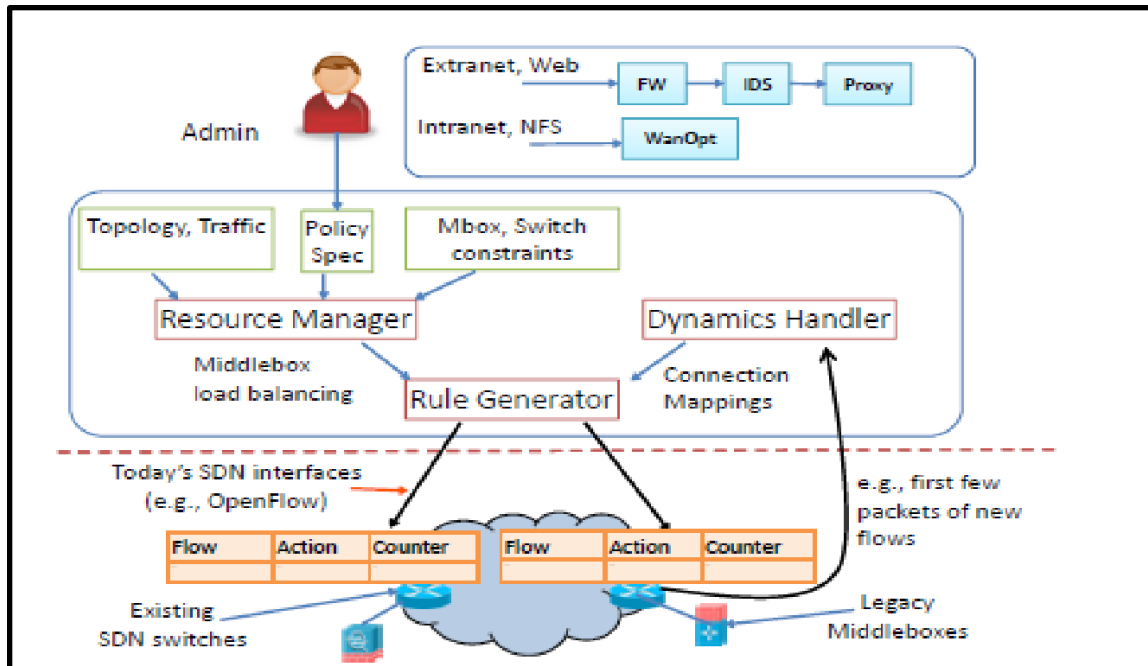 Extranet, Web
FW
IDS
Proxy
Admin
Intranet, NFS
WanOpt
Topology, Traffic
Policy
Spec
Mbox, Switch
constraints
Resource Manager
Dynamics Handler
Middlebox
load balancing
Connection
Mappings
Rule Generator
Today's SDN interfaces
(e.g., OpenFlow)
e.g., first few
packets of new
flows
Flow Action Counter
Flow Action Counter
Existing
SDN switches
Legacy
Middleboxes